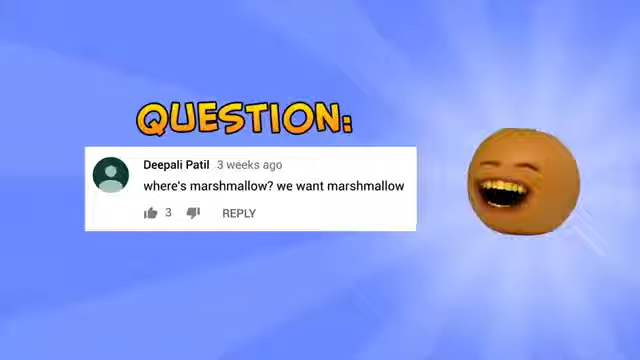 QUESTION:
Deepali Patil 3 weeks ago
where's marshmallow? we want marshmallow
3 REPLY